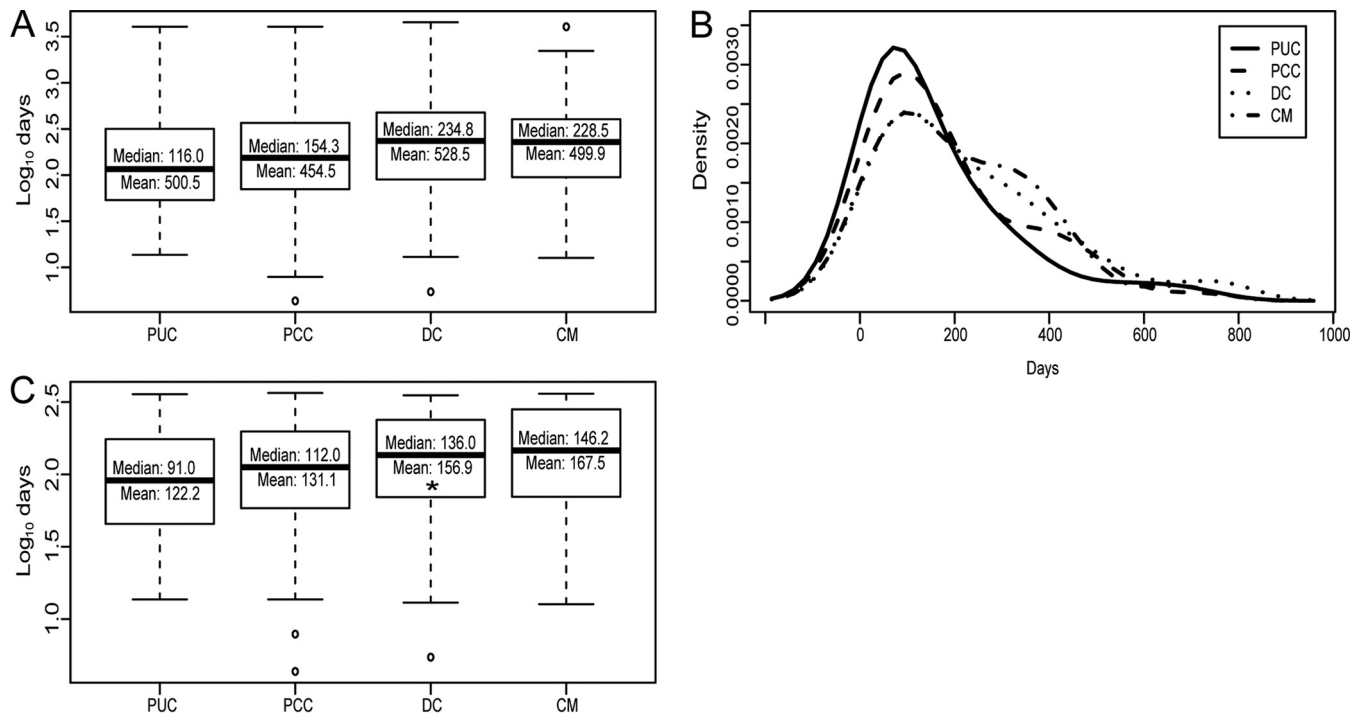 A
Log₁₀ days
3.5
3.0
2.5
2.0
1.5
1.0
Median: 116.0
Mean: 500.5
Median: 154.3
Mean: 454.5
Median: 234.8
Mean: 528.5
Median: 228.5
Mean: 499.9
PUC PCC DC CM
B
Density
0.0030
0.0020
0.0010
0.0000
PUC
PCC
DC
CM
0 200 400 600 800 1000
Days
C
Log₁₀ days
2.5
2.0
1.5
1.0
Median: 91.0
Mean: 122.2
Median: 112.0
Mean: 131.1
Median: 136.0
Mean: 156.9
*
Median: 146.2
Mean: 167.5
PUC PCC DC CM